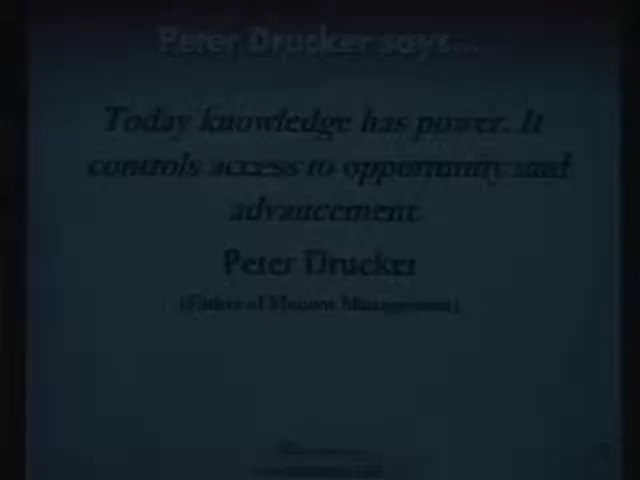 Peter Drucker says...
Today knowledge has power. It
controls access to opportunity and
advancement.
Peter Drucker
(Father of Modern Management)